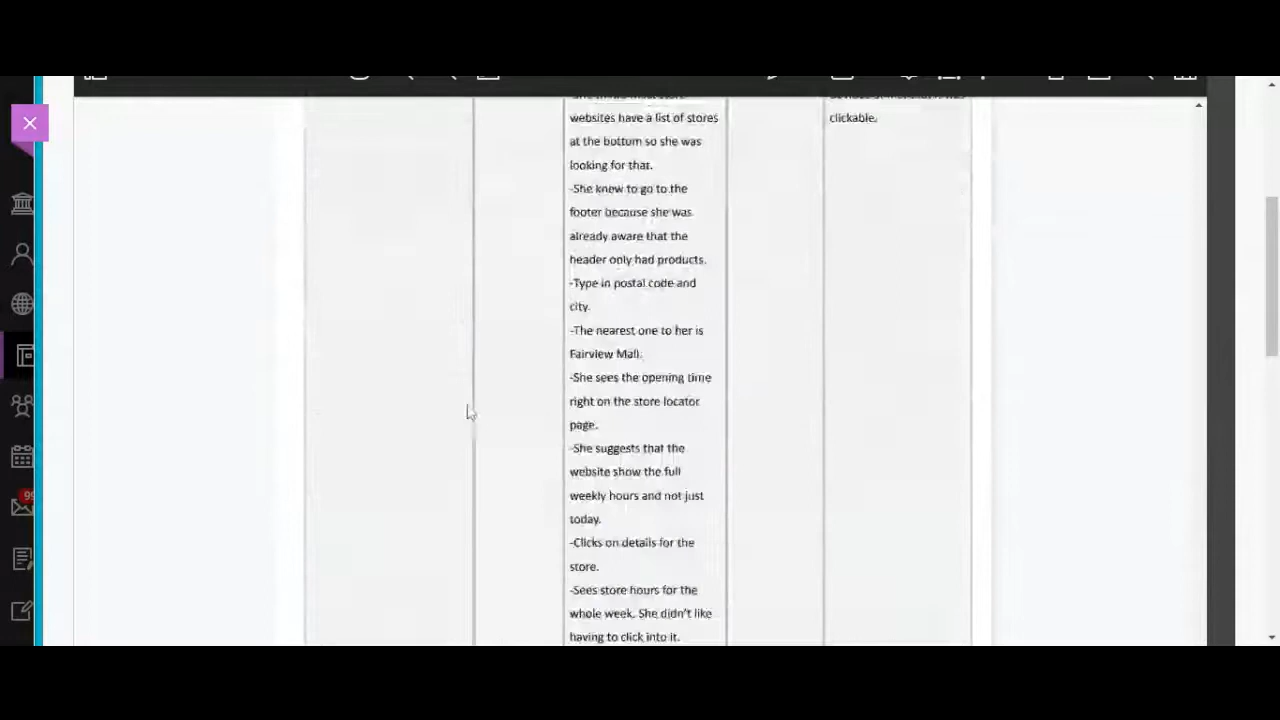 websites have a list of stores
at the bottom so she was
looking for that.
-She knew to go to the
footer because she was
already aware that the
header only had products.
-Type in postal code and
city.
-The nearest one to her is
Fairview Mall.
-She sees the opening time
right on the store locator
page.
-She suggests that the
website show the full
weekly hours and not just
today.
-Clicks on details for the
store.
-Sees store hours for the
whole week. She didn't like
having to click into it.
clickable.
99